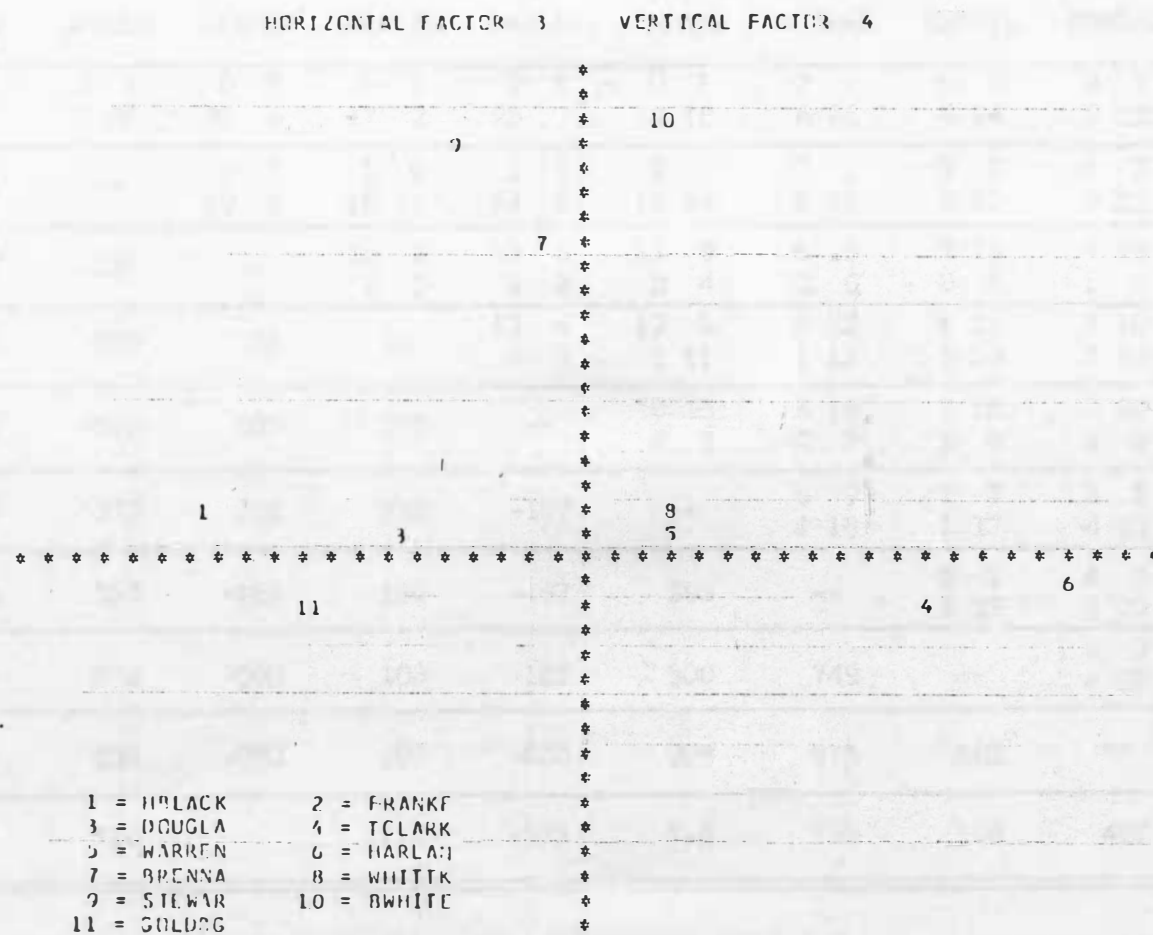 HORIZONTAL FACTOR 3 VERTICAL FACTOR 4
10
9
7
1 8
3 5
6
11 4
1 = HBLACK 2 = FRANKF
3 = DOUGLA 4 = TCLARK
5 = WARREN 6 = HARLAN
7 = BRENNA 8 = WHITTK
9 = STEWAR 10 = BWHITE
11 = GOLDBG